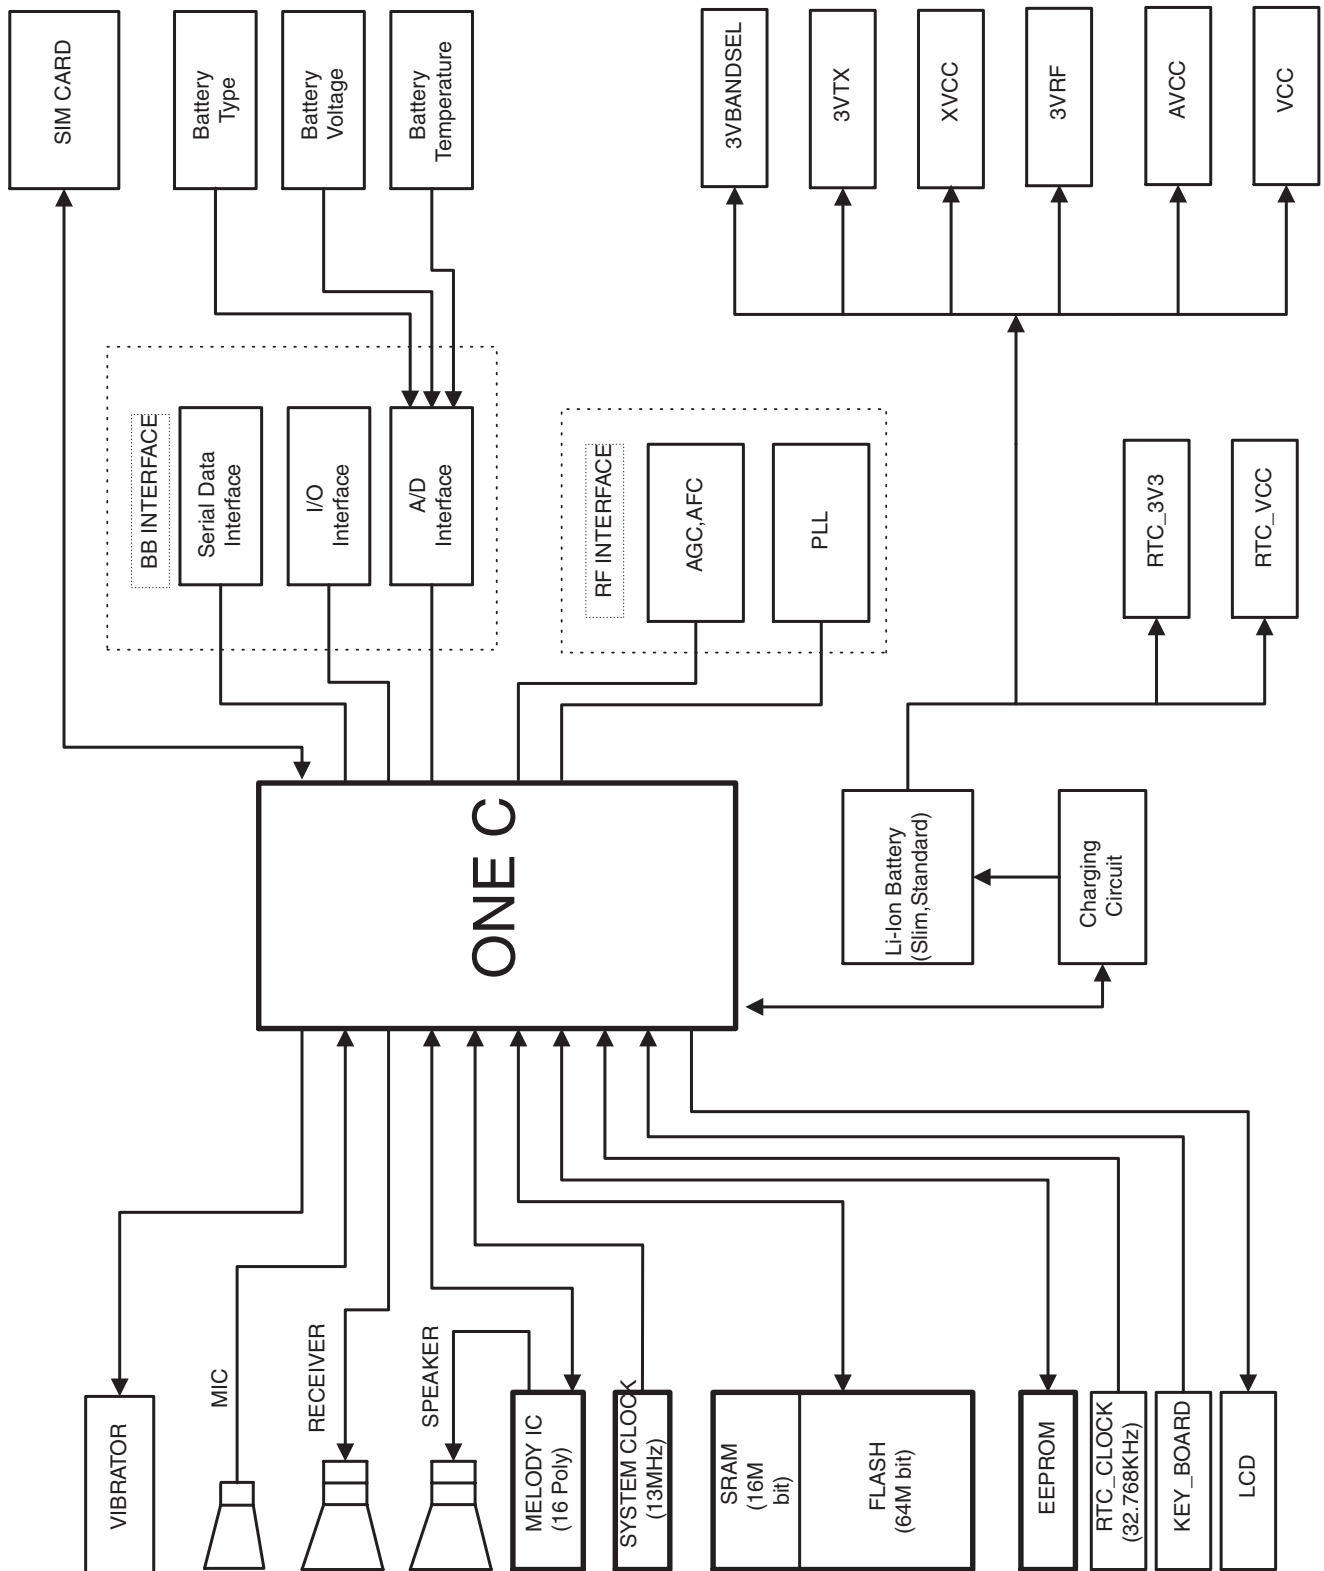 SIM CARD
Battery
Type
Battery
Voltage
Battery
Temperature
3VBANDSEL
3VTX
XVCC
3VRF
AVCC
VCC
BB INTERFACE
Serial Data
Interface
I/O
Interface
A/D
Interface
RF INTERFACE
AGC,AFC
PLL
RTC_3V3
RTC_VCC
ONE C
Li-Ion Battery
(Slim,Standard)
Charging
Circuit
VIBRATOR
MIC
RECEIVER
SPEAKER
MELODY IC
(16 Poly)
SYSTEM CLOCK
(13MHz)
SRAM
(16M
bit)
FLASH
(64M bit)
EEPROM
RTC_CLOCK
(32.768KHz)
KEY_BOARD
LCD